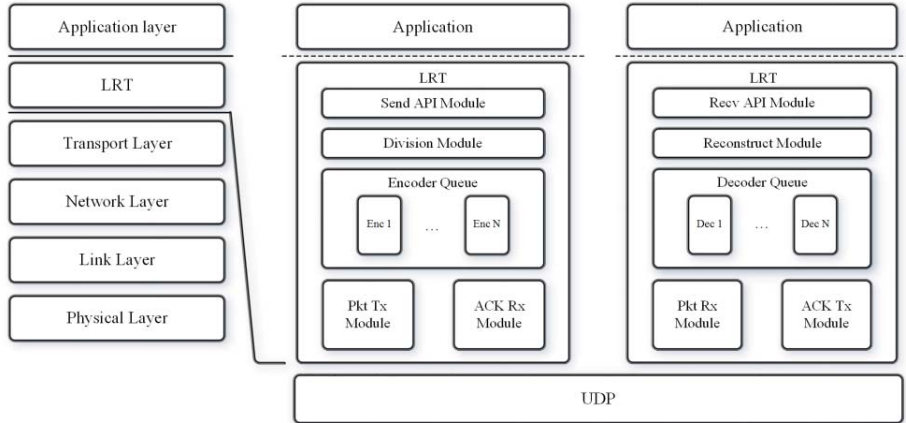 Application layer
LRT
Transport Layer
Network Layer
Link Layer
Physical Layer
Application
LRT
Send API Module
Division Module
Encoder Queue
Enc 1
...
Enc N
Pkt Tx
Module
ACK Rx
Module
Application
LRT
Recv API Module
Reconstruct Module
Decoder Queue
Dec 1
...
Dec N
Pkt Rx
Module
ACK Tx
Module
UDP